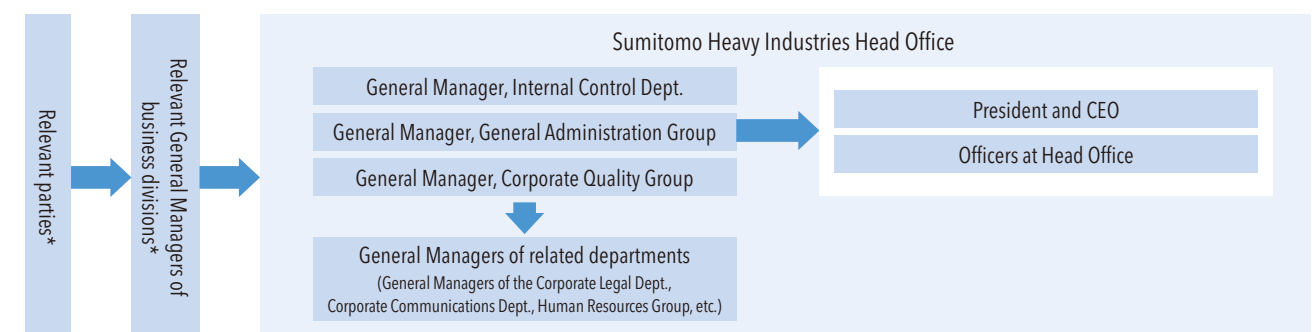 Relevant parties*
Relevant General Managers of
business divisions*
Sumitomo Heavy Industries Head Office
General Manager, Internal Control Dept.
General Manager, General Administration Group
General Manager, Corporate Quality Group
General Managers of related departments
(General Managers of the Corporate Legal Dept.,
Corporate Communications Dept., Human Resources Group, etc.)
President and CEO
Officers at Head Office